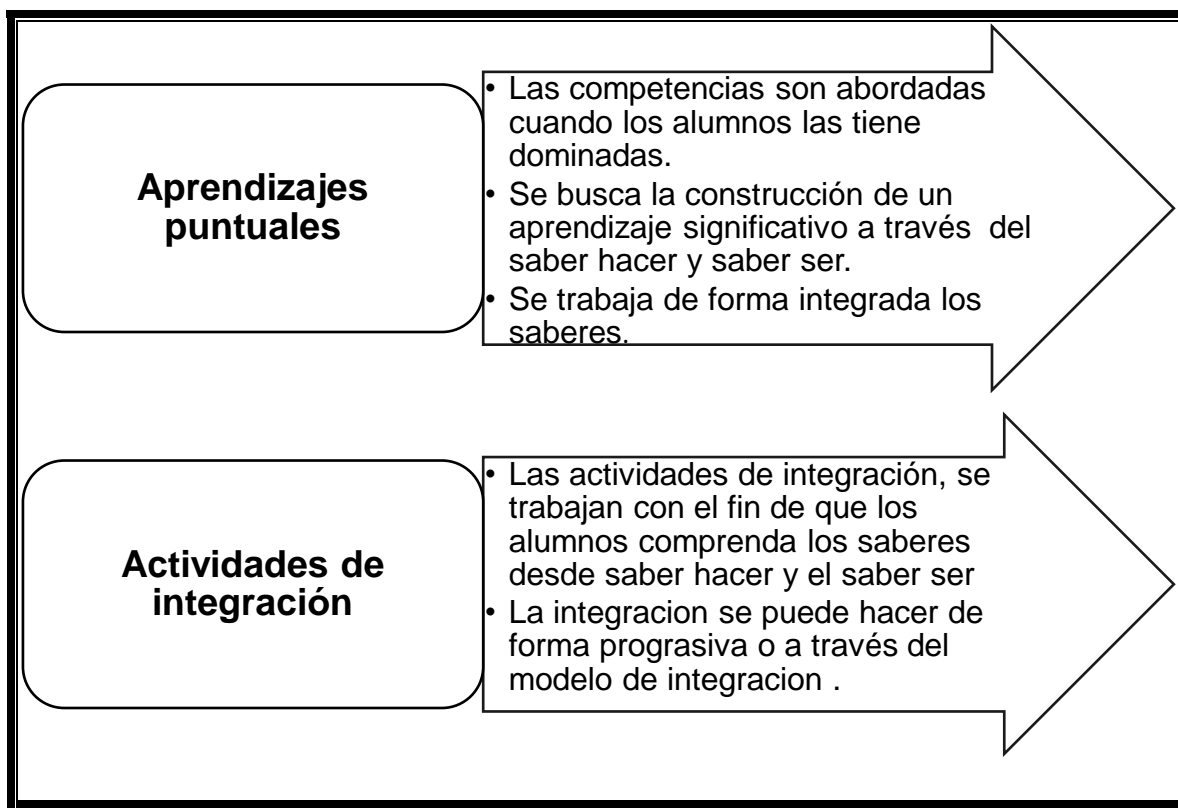 Aprendizajes
puntuales
• Las competencias son abordadas
cuando los alumnos las tiene
dominadas.
• Se busca la construcción de un
aprendizaje significativo a través del
saber hacer y saber ser.
• Se trabaja de forma integrada los
saberes.
Actividades de
integración
• Las actividades de integración, se
trabajan con el fin de que los
alumnos comprenda los saberes
desde saber hacer y el saber ser
• La integracion se puede hacer de
forma prograsiva o a través del
modelo de integracion .